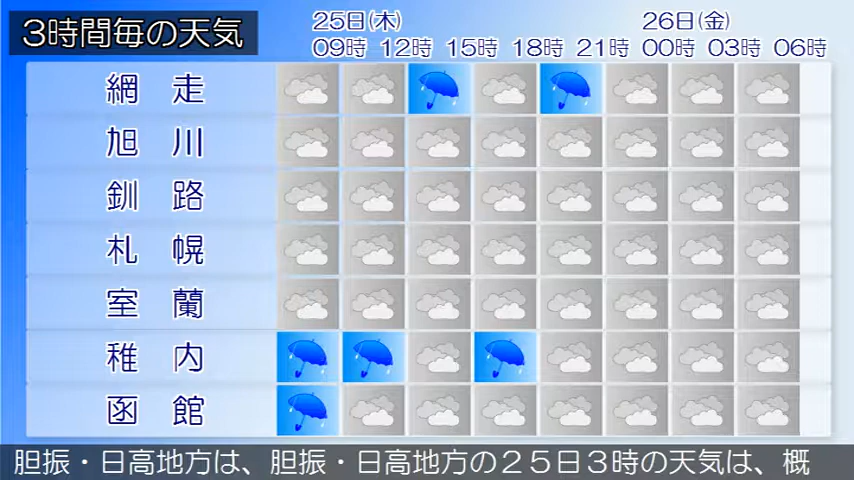 3時間毎の天気
25日(木) 26日(金)
09時 12時 15時 18時 21時 00時 03時 06時
網 走
旭 川
釧 路
札 幌
室 蘭
稚 内
函 館
胆振・日高地方は、胆振・日高地方の２５日３時の天気は、概